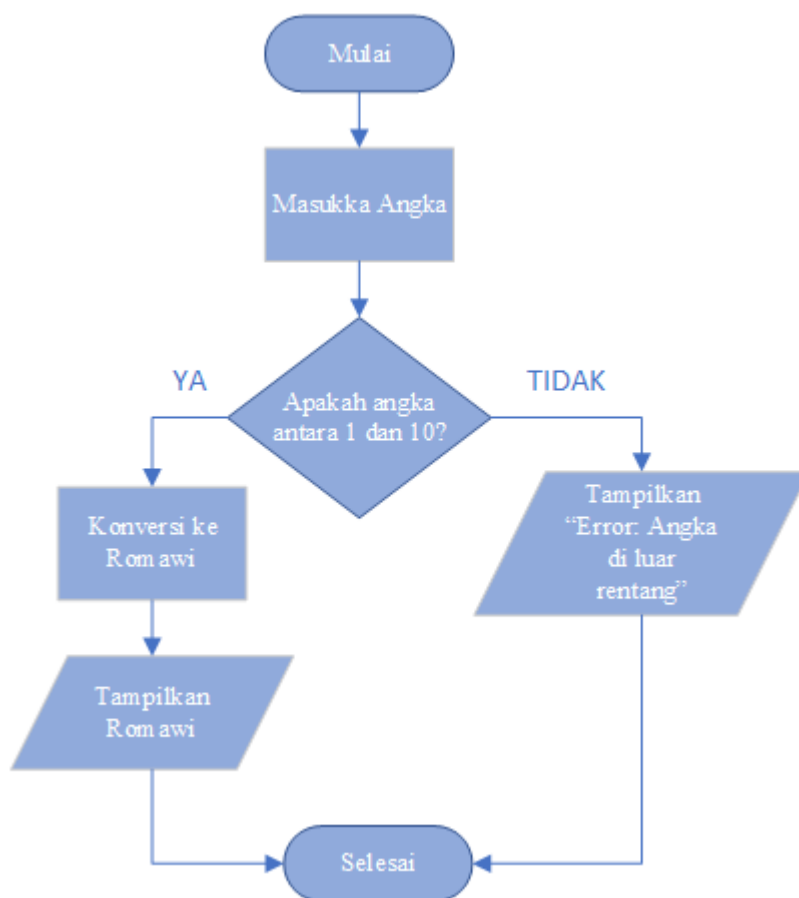 Mulai
Masukka Angka
YA
TIDAK
Apakah angka
antara 1 dan 10?
Konversi ke
Romawi
Tampilkan
“Error: Angka
di luar
rentang”
Tampilkan
Romawi
Selesai